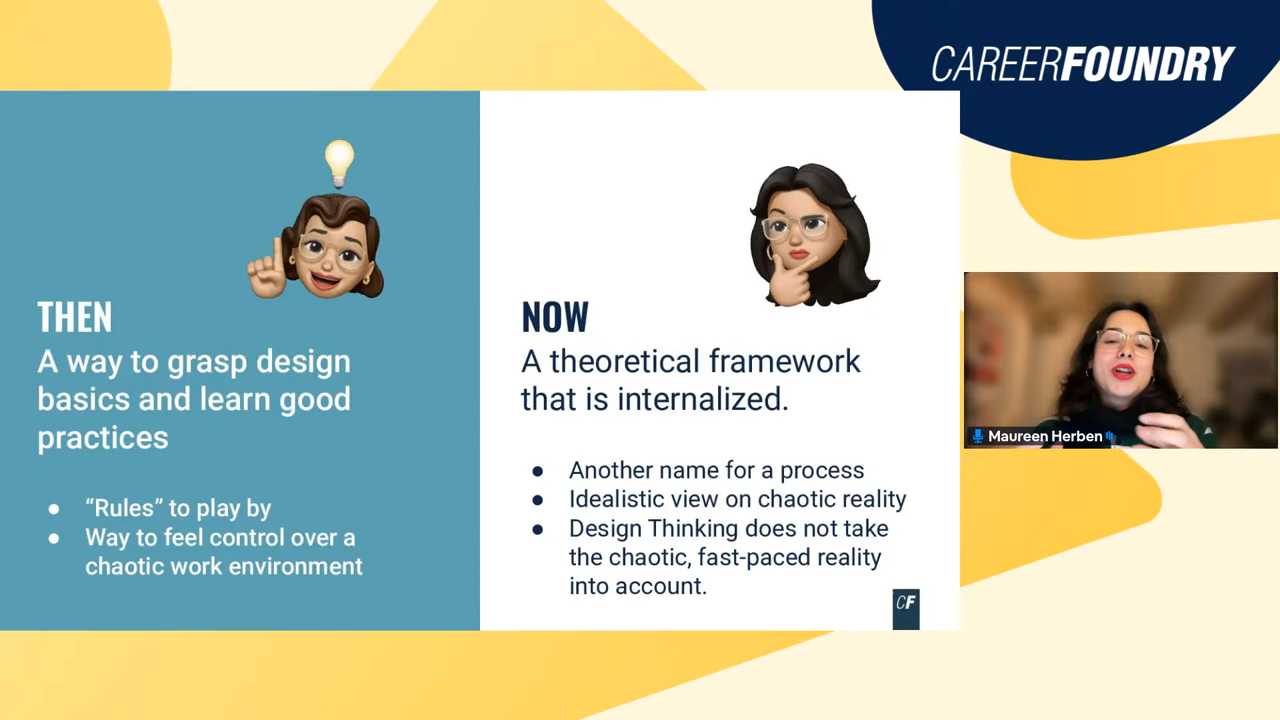 CAREERFOUNDRY
THEN
A way to grasp design
basics and learn good
practices
● “Rules” to play by
● Way to feel control over a
chaotic work environment
NOW
A theoretical framework
that is internalized.
● Another name for a process
● Idealistic view on chaotic reality
● Design Thinking does not take
the chaotic, fast-paced reality
into account.
CF
Maureen Herben